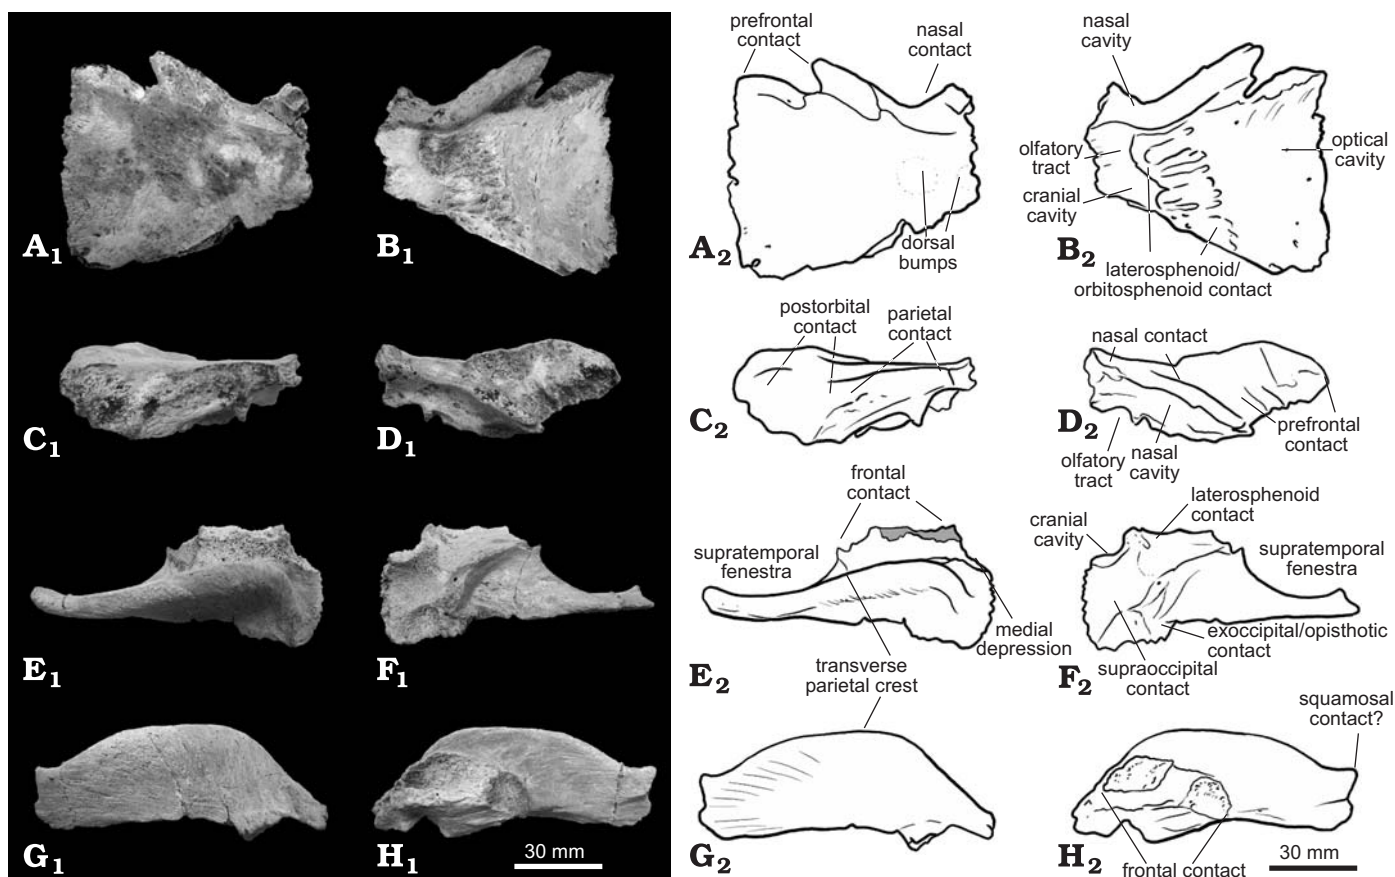 A1
B1
C1
D1
E1
F1
G1
H1
30 mm
prefrontal
contact
nasal
contact
dorsal
bumps
A2
nasal
cavity
olfatory
tract
cranial
cavity
optical
cavity
laterosphenoid/
orbitosphenoid contact
B2
postorbital
contact
parietal
contact
C2
nasal contact
prefrontal
contact
nasal
cavity
olfatory
tract
D2
frontal
contact
supratemporal
fenestra
medial
depression
transverse
parietal crest
E2
laterosphenoid
contact
cranial
cavity
supratemporal
fenestra
exoccipital/opisthotic
contact
supraoccipital
contact
F2
G2
squamosal
contact?
frontal contact
H2
30 mm